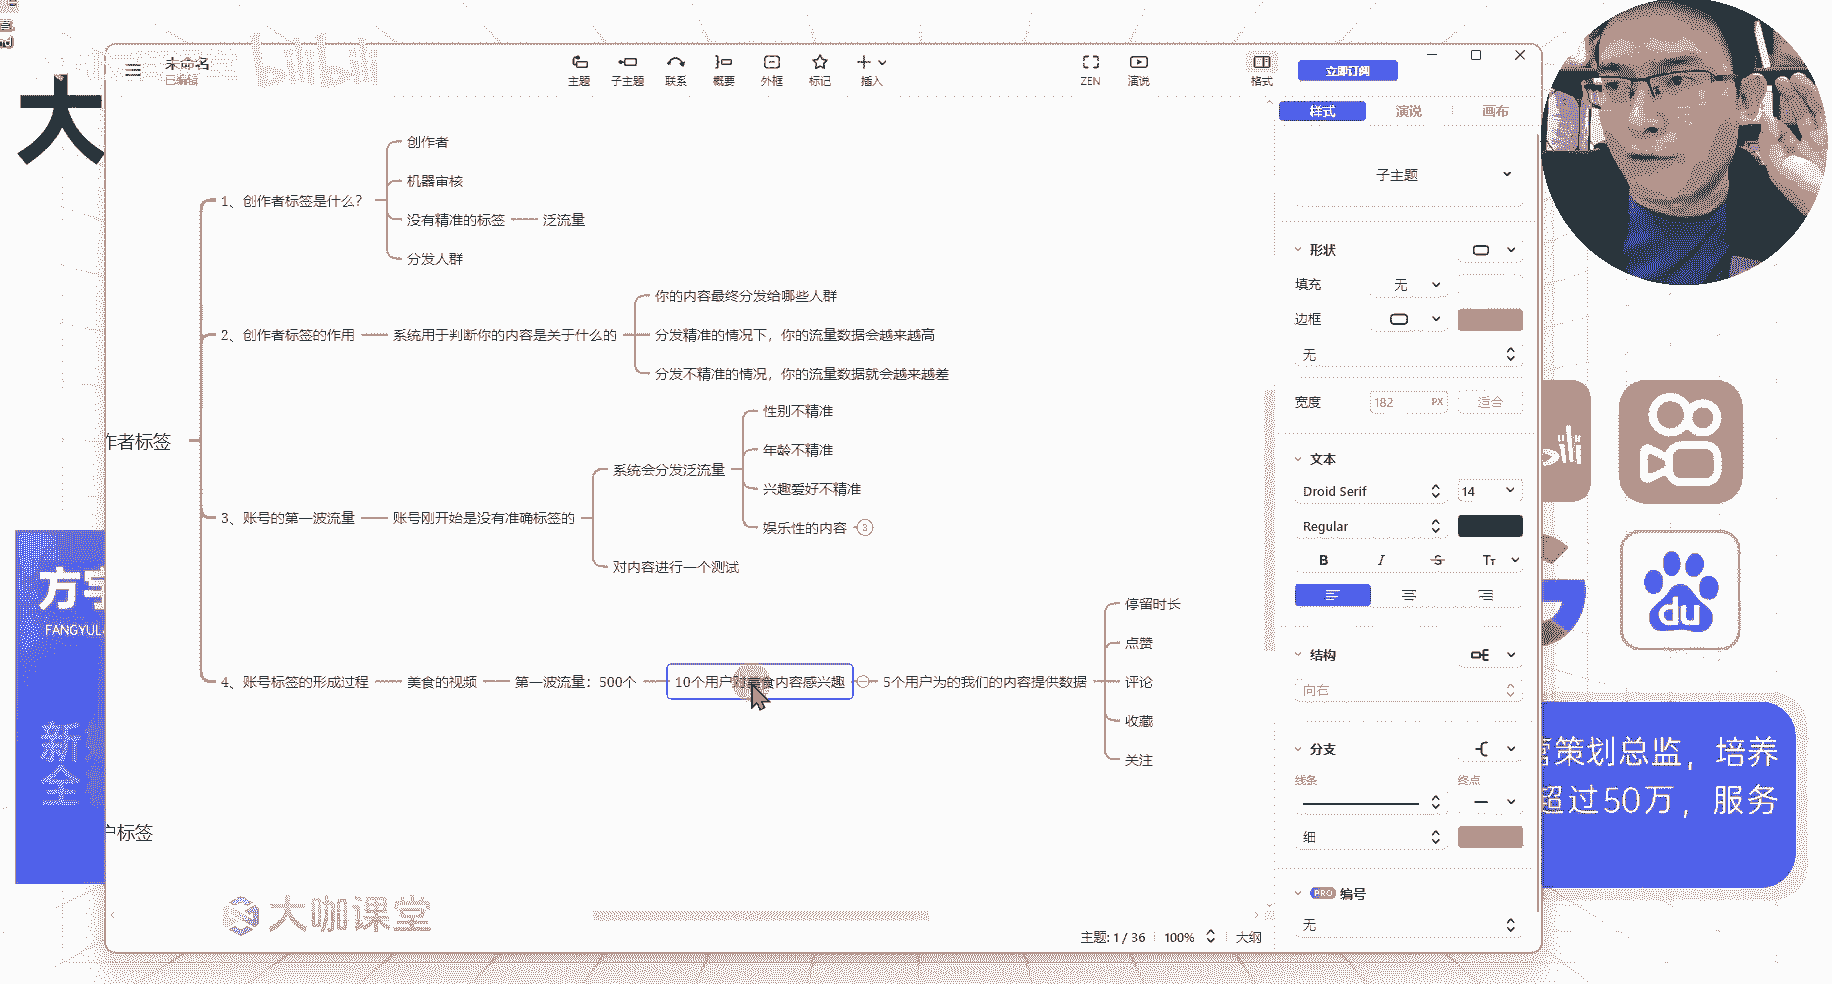 大
未命名
已编辑
bilibili
主题
子主题
联系
概要
外框
标记
插入
ZEN
演说
格式
立即订阅
样式
演说
画布
创作者
1、创作者标签是什么?
机器审核
没有精准的标签
泛流量
分发人群
你的内容最终分发给哪些人群
2、创作者标签的作用
系统用于判断你的内容是关于什么的
分发精准的情况下，你的流量数据会越来越高
分发不精准的情况，你的流量数据就会越来越差
性别不精准
作者标签
年龄不精准
系统会分发泛流量
兴趣爱好不精准
3、账号的第一波流量
账号刚开始是没有准确标签的
娱乐性的内容
3
对内容进行一个测试
停留时长
点赞
4、账号标签的形成过程
美食的视频
第一波流量：500个
10个用户对美食内容感兴趣
5个用户为的我们的内容提供数据
评论
收藏
关注
户标签
大咖课堂
主题: 1 / 36
100%
大纲
子主题
形状
填充
无
边框
无
宽度
182
PX
适合
文本
Droid Serif
14
Regular
B
I
S
TT
结构
向右
分支
线条
终点
细
PRO
编号
无
方
FANGYUL
新
全
du
营策划总监，培养
超过50万，服务